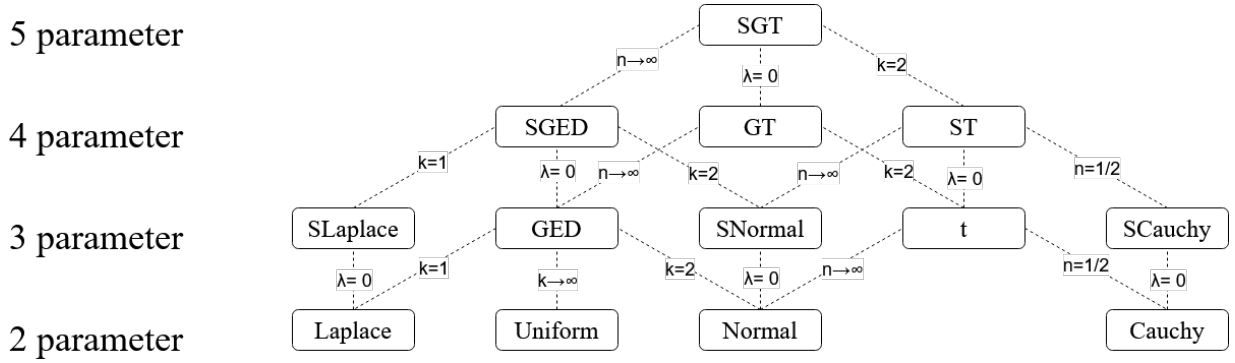 5 parameter
SGT
n→∞
λ= 0
k=2
4 parameter
SGED
GT
ST
k=1
λ= 0
n→∞
k=2
n→∞
k=2
λ= 0
n=1/2
3 parameter
SLaplace
GED
SNormal
t
SCauchy
λ= 0
k=1
k→∞
k=2
λ= 0
n→∞
n=1/2
λ= 0
2 parameter
Laplace
Uniform
Normal
Cauchy